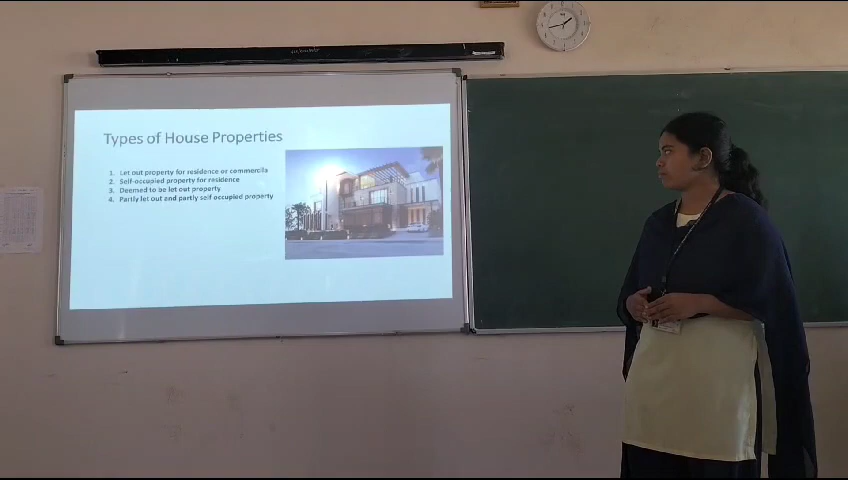 Types of House Properties
1. Let out property for residence or commercila
2. Self-occupied property for residence
3. Deemed to be let out property
4. Partly let out and partly self occupied property